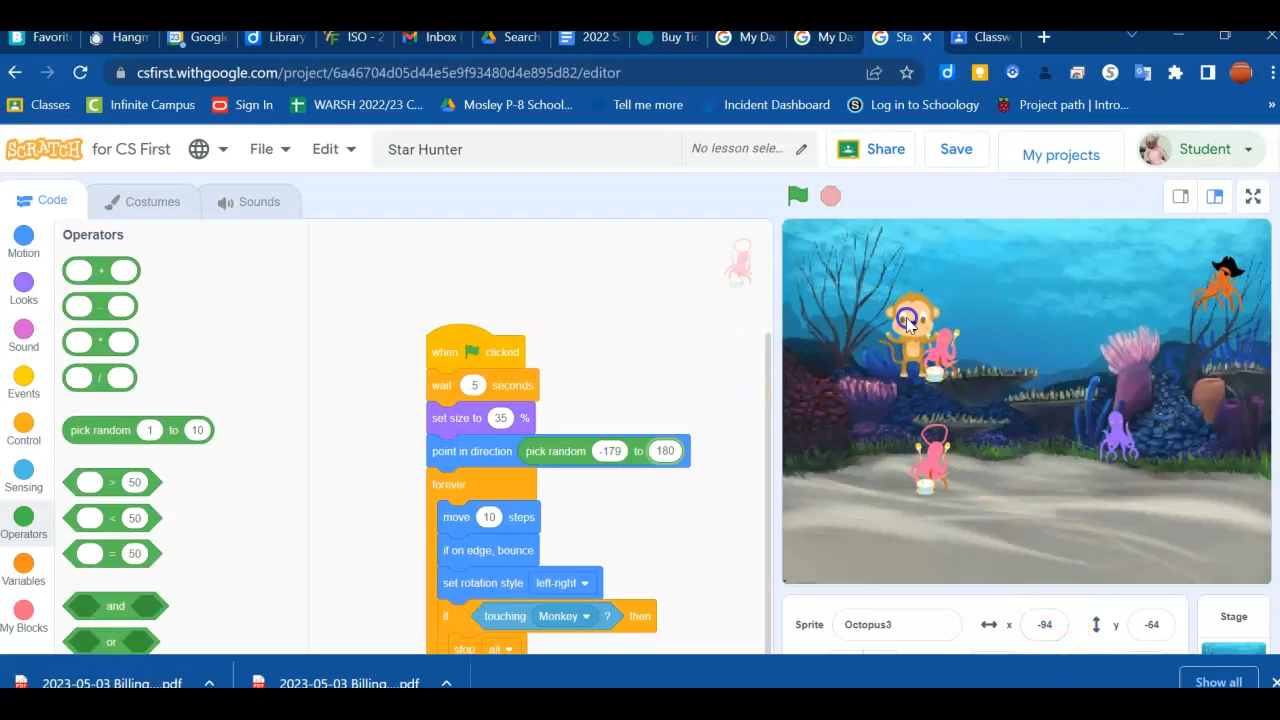 Favorit
Hangm
Google
Library
ISO - 2
Inbox (
Search
2022 S
Buy Tic
My Da
My Da
Sta
Classw
csfirst.withgoogle.com/project/6a46704d05d44e5e9f93480d4e895d82/editor
Classes
Infinite Campus
Sign In
WARSH 2022/23 C...
Mosley P-8 School...
Tell me more
Incident Dashboard
Log in to Schoology
Project path | Intro...
»
SCRATCH for CS First
File
Edit
Star Hunter
No lesson sele...
Share
Save
My projects
Student
Code
Costumes
Sounds
Motion
Looks
Sound
Events
Control
Sensing
Operators
Variables
My Blocks
Operators
+
-
*
/
pick random 1 to 10
> 50
< 50
= 50
and
or
when clicked
wait 5 seconds
set size to 35 %
point in direction pick random -179 to 180
forever
move 10 steps
if on edge, bounce
set rotation style left-right
if touching Monkey ? then
stop all
Sprite Octopus3 x -94 y -64
Stage
2023-05-03 Billing....pdf
2023-05-03 Billing....pdf
Show all